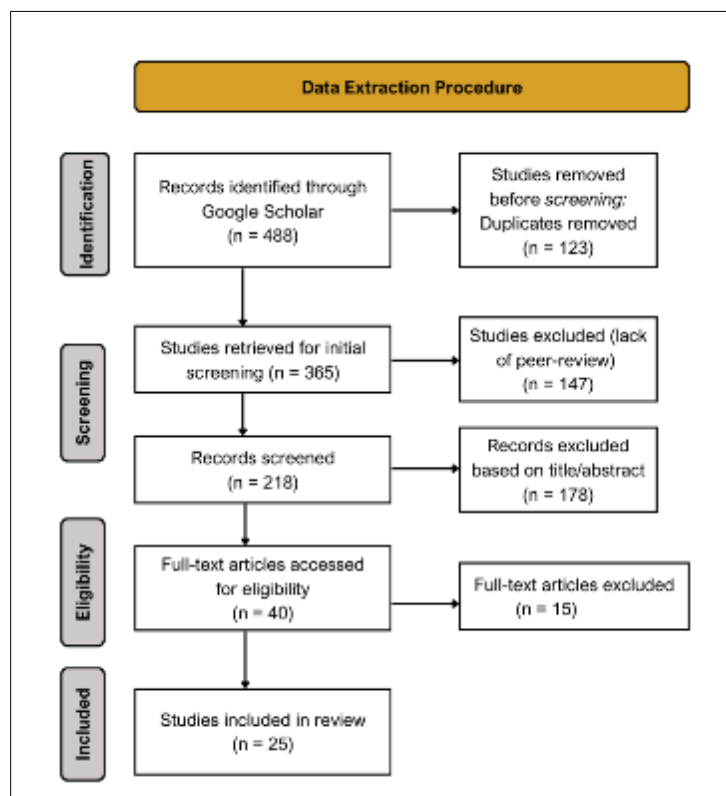 Data Extraction Procedure
Identification
Records identified through
Google Scholar
(n = 488)
Studies removed
before screening:
Duplicates removed
(n = 123)
Screening
Studies retrieved for initial
screening (n = 365)
Studies excluded (lack
of peer-review)
(n = 147)
Records screened
(n = 218)
Records excluded
based on title/abstract
(n = 178)
Eligibility
Full-text articles accessed
for eligibility
(n = 40)
Full-text articles excluded
(n = 15)
Included
Studies included in review
(n = 25)